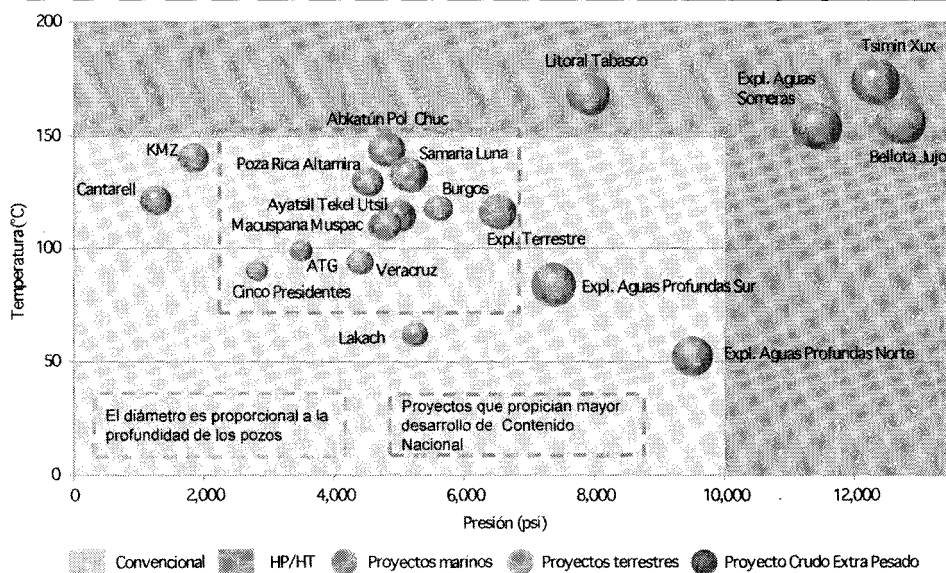 200
150
100
50
0
Temperatura (°C)
Tsimin Xux
Litoral Tabasco
Expl. Aguas
Someras
Bellota Jujo
Abkatún Pol Chuc
KMZ
Poza Rica Altamira
Samaria Luna
Cantarell
Burgos
Ayatsil Tekel Utsil
Macuspana Muspac
Expl. Terrestre
ATG
Veracruz
Cinco Presidentes
Expl. Aguas Profundas Sur
Lakach
Expl. Aguas Profundas Norte
El diámetro es proporcional a la
profundidad de los pozos
Proyectos que propician mayor
desarrollo de Contenido
Nacional
0
2,000
4,000
6,000
8,000
10,000
12,000
Presión (psi)
Convencional
HP/HT
Proyectos marinos
Proyectos terrestres
Proyecto Crudo Extra Pesado